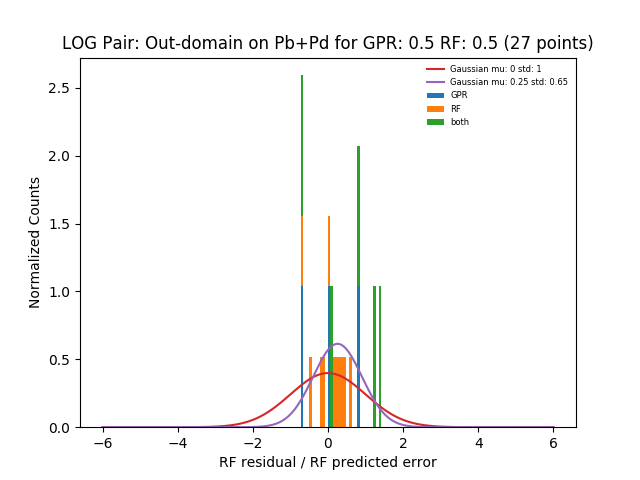 LOG Pair: Out-domain on Pb+Pd for GPR: 0.5 RF: 0.5 (27 points)
Gaussian mu: 0 std: 1
Gaussian mu: 0.25 std: 0.65
GPR
RF
both
Normalized Counts
2.5
2.0
1.5
1.0
0.5
0.0
−6 −4 −2 0 2 4 6
RF residual / RF predicted error